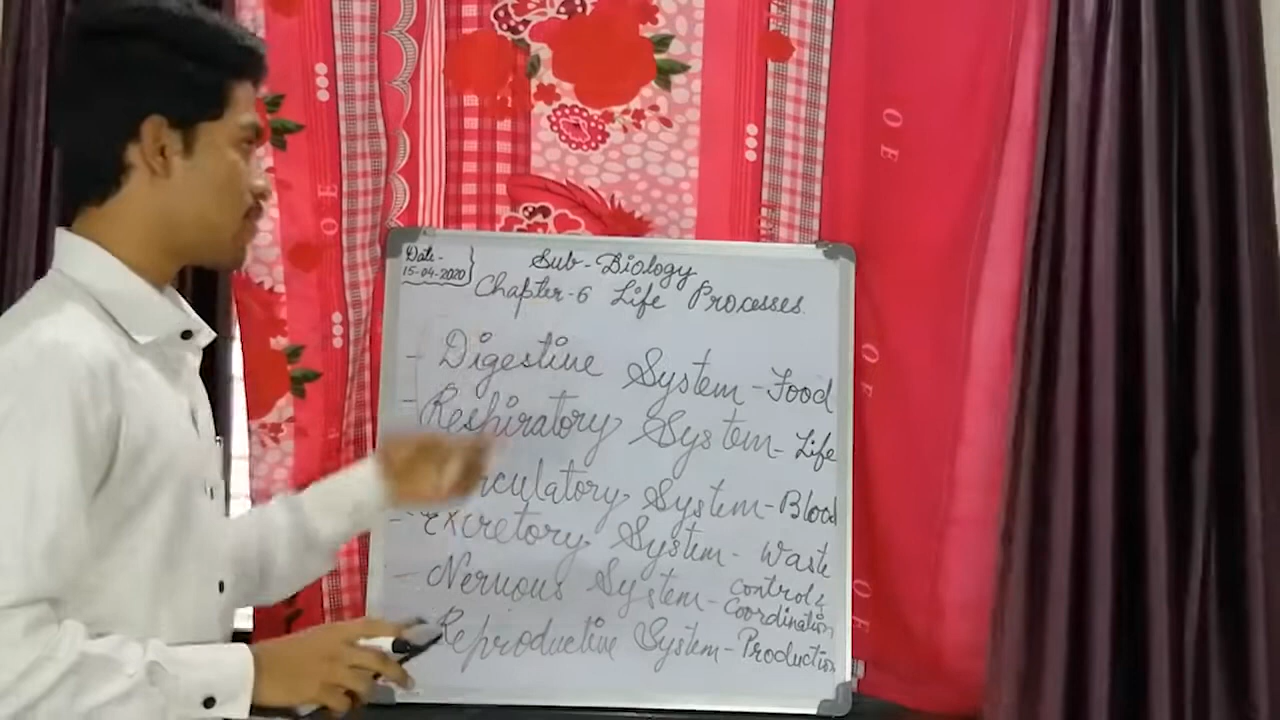 Date-
15-04-2020
Sub-Biology
Chapter-6 Life Processes.
- Digestive System-Food
- Respiratory System-Life
System-Blood
- Excretory System- Waste
- Nervous System- Control &
Coordination
Reproductive System-Production
O E
O E
O E
O E